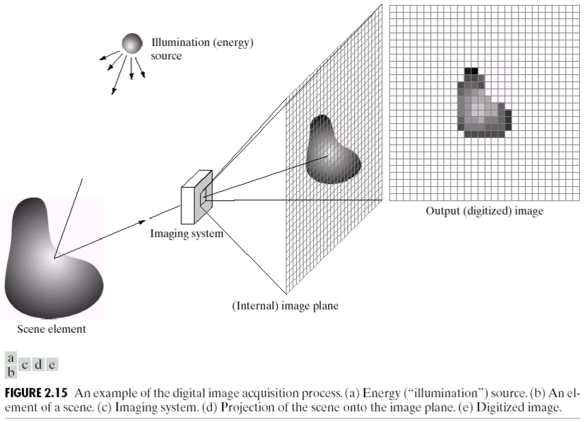 Illumination (energy)
source
Output (digitized) image
Imaging system
(Internal) image plane
Scene element
a
b c d e
FIGURE 2.15 An example of the digital image acquisition process. (a) Energy (“illumination”) source. (b) An el-
ement of a scene. (c) Imaging system. (d) Projection of the scene onto the image plane. (e) Digitized image.